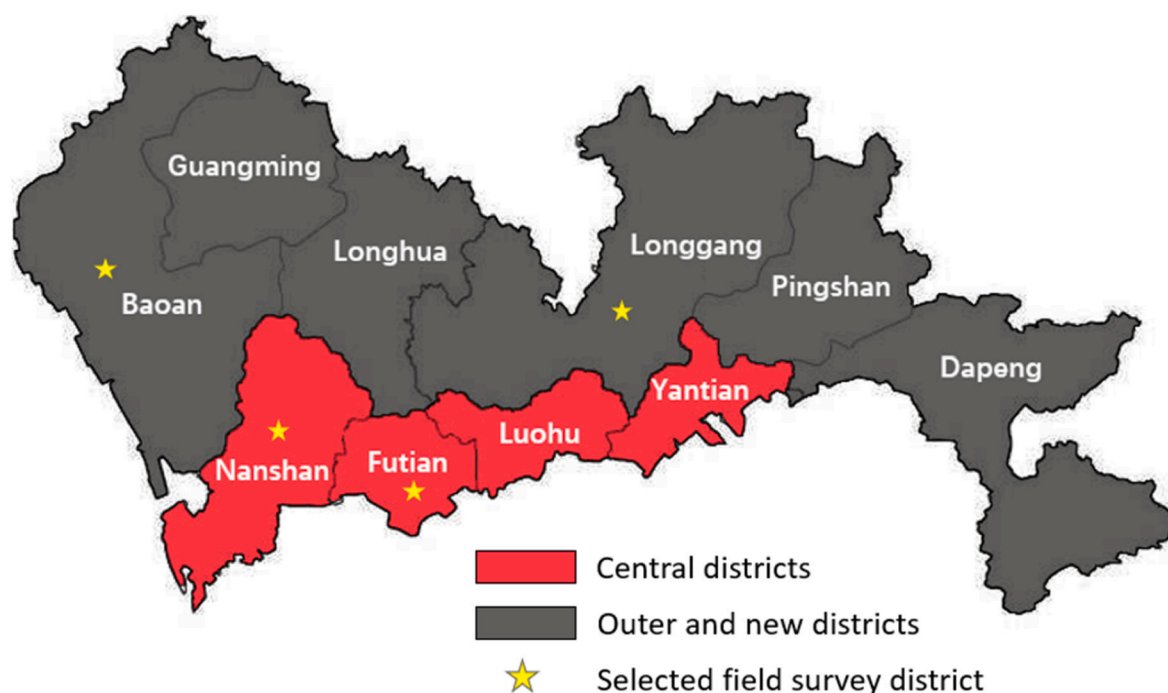 Guangming
Longhua
Longgang
Baoan
Pingshan
Dapeng
Yantian
Luohu
Futian
Nanshan
Central districts
Outer and new districts
Selected field survey district